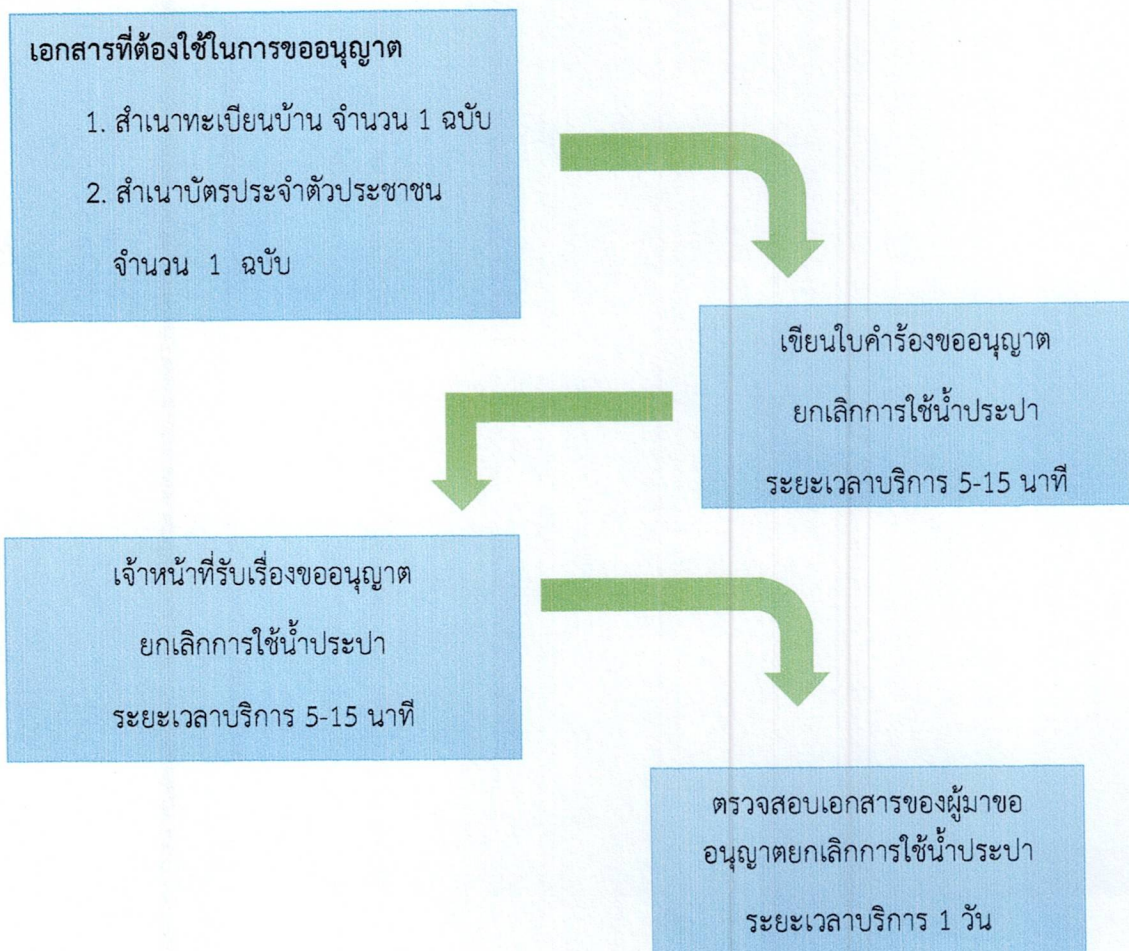 เอกสารที่ต้องใช้ในการขออนุญาต
1. สำเนาทะเบียนบ้าน จำนวน 1 ฉบับ
2. สำเนาบัตรประจำตัวประชาชน
จำนวน 1 ฉบับ
เขียนใบคำร้องขออนุญาต
ยกเลิกการใช้น้ำประปา
ระยะเวลาบริการ 5-15 นาที
เจ้าหน้าที่รับเรื่องขออนุญาต
ยกเลิกการใช้น้ำประปา
ระยะเวลาบริการ 5-15 นาที
ตรวจสอบเอกสารของผู้มาขอ
อนุญาตยกเลิกการใช้น้ำประปา
ระยะเวลาบริการ 1 วัน